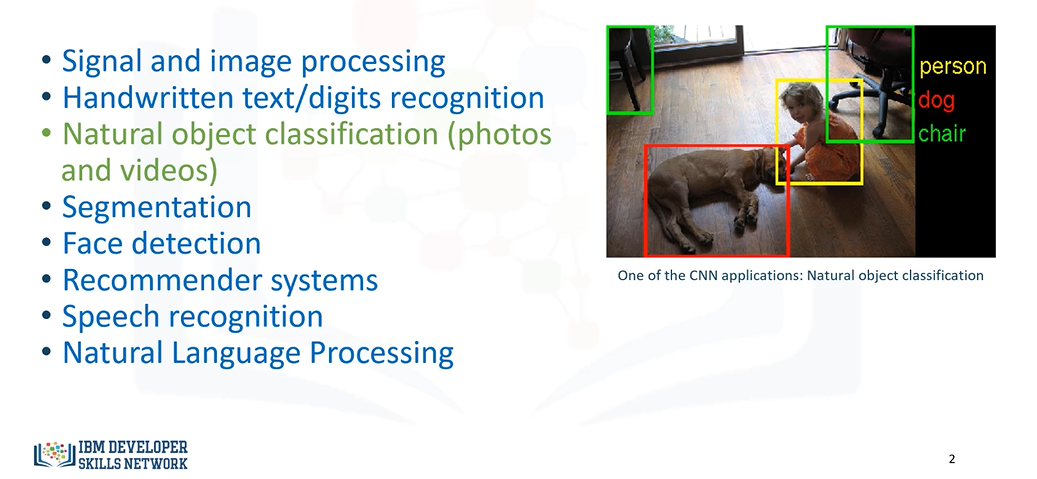 • Signal and image processing
• Handwritten text/digits recognition
• Natural object classification (photos
and videos)
• Segmentation
• Face detection
• Recommender systems
• Speech recognition
• Natural Language Processing
person
dog
chair
One of the CNN applications: Natural object classification
IBM DEVELOPER
SKILLS NETWORK
2